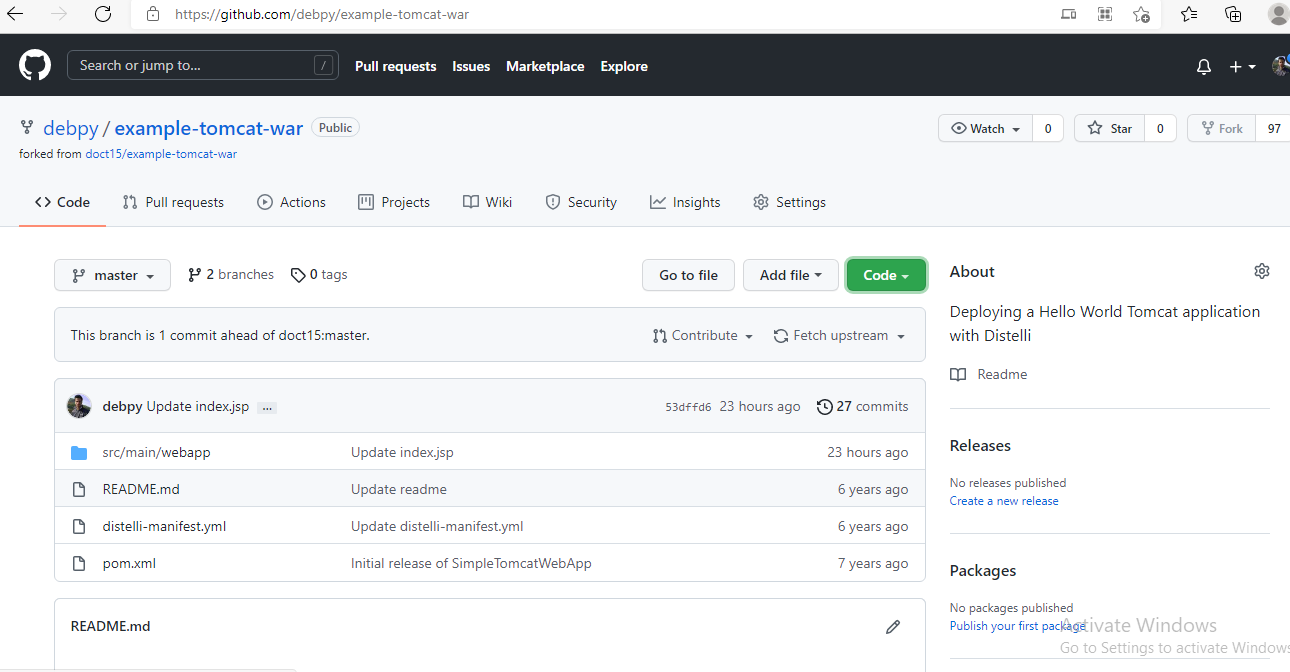 https://github.com/debpy/example-tomcat-war
Search or jump to... /
Pull requests Issues Marketplace Explore
debpy / example-tomcat-war Public
Watch 0 Star 0 Fork 97
forked from doct15/example-tomcat-war
Code Pull requests Actions Projects Wiki Security Insights Settings
master 2 branches 0 tags Go to file Add file Code
This branch is 1 commit ahead of doct15:master. Contribute Fetch upstream
debpy Update index.jsp ... 53dffd6 23 hours ago 27 commits
src/main/webapp Update index.jsp 23 hours ago
README.md Update readme 6 years ago
distelli-manifest.yml Update distelli-manifest.yml 6 years ago
pom.xml Initial release of SimpleTomcatWebApp 7 years ago
README.md
About
Deploying a Hello World Tomcat application
with Distelli
Readme
Releases
No releases published
Create a new release
Packages
No packages published
Publish your first package
Activate Windows
Go to Settings to activate Windows